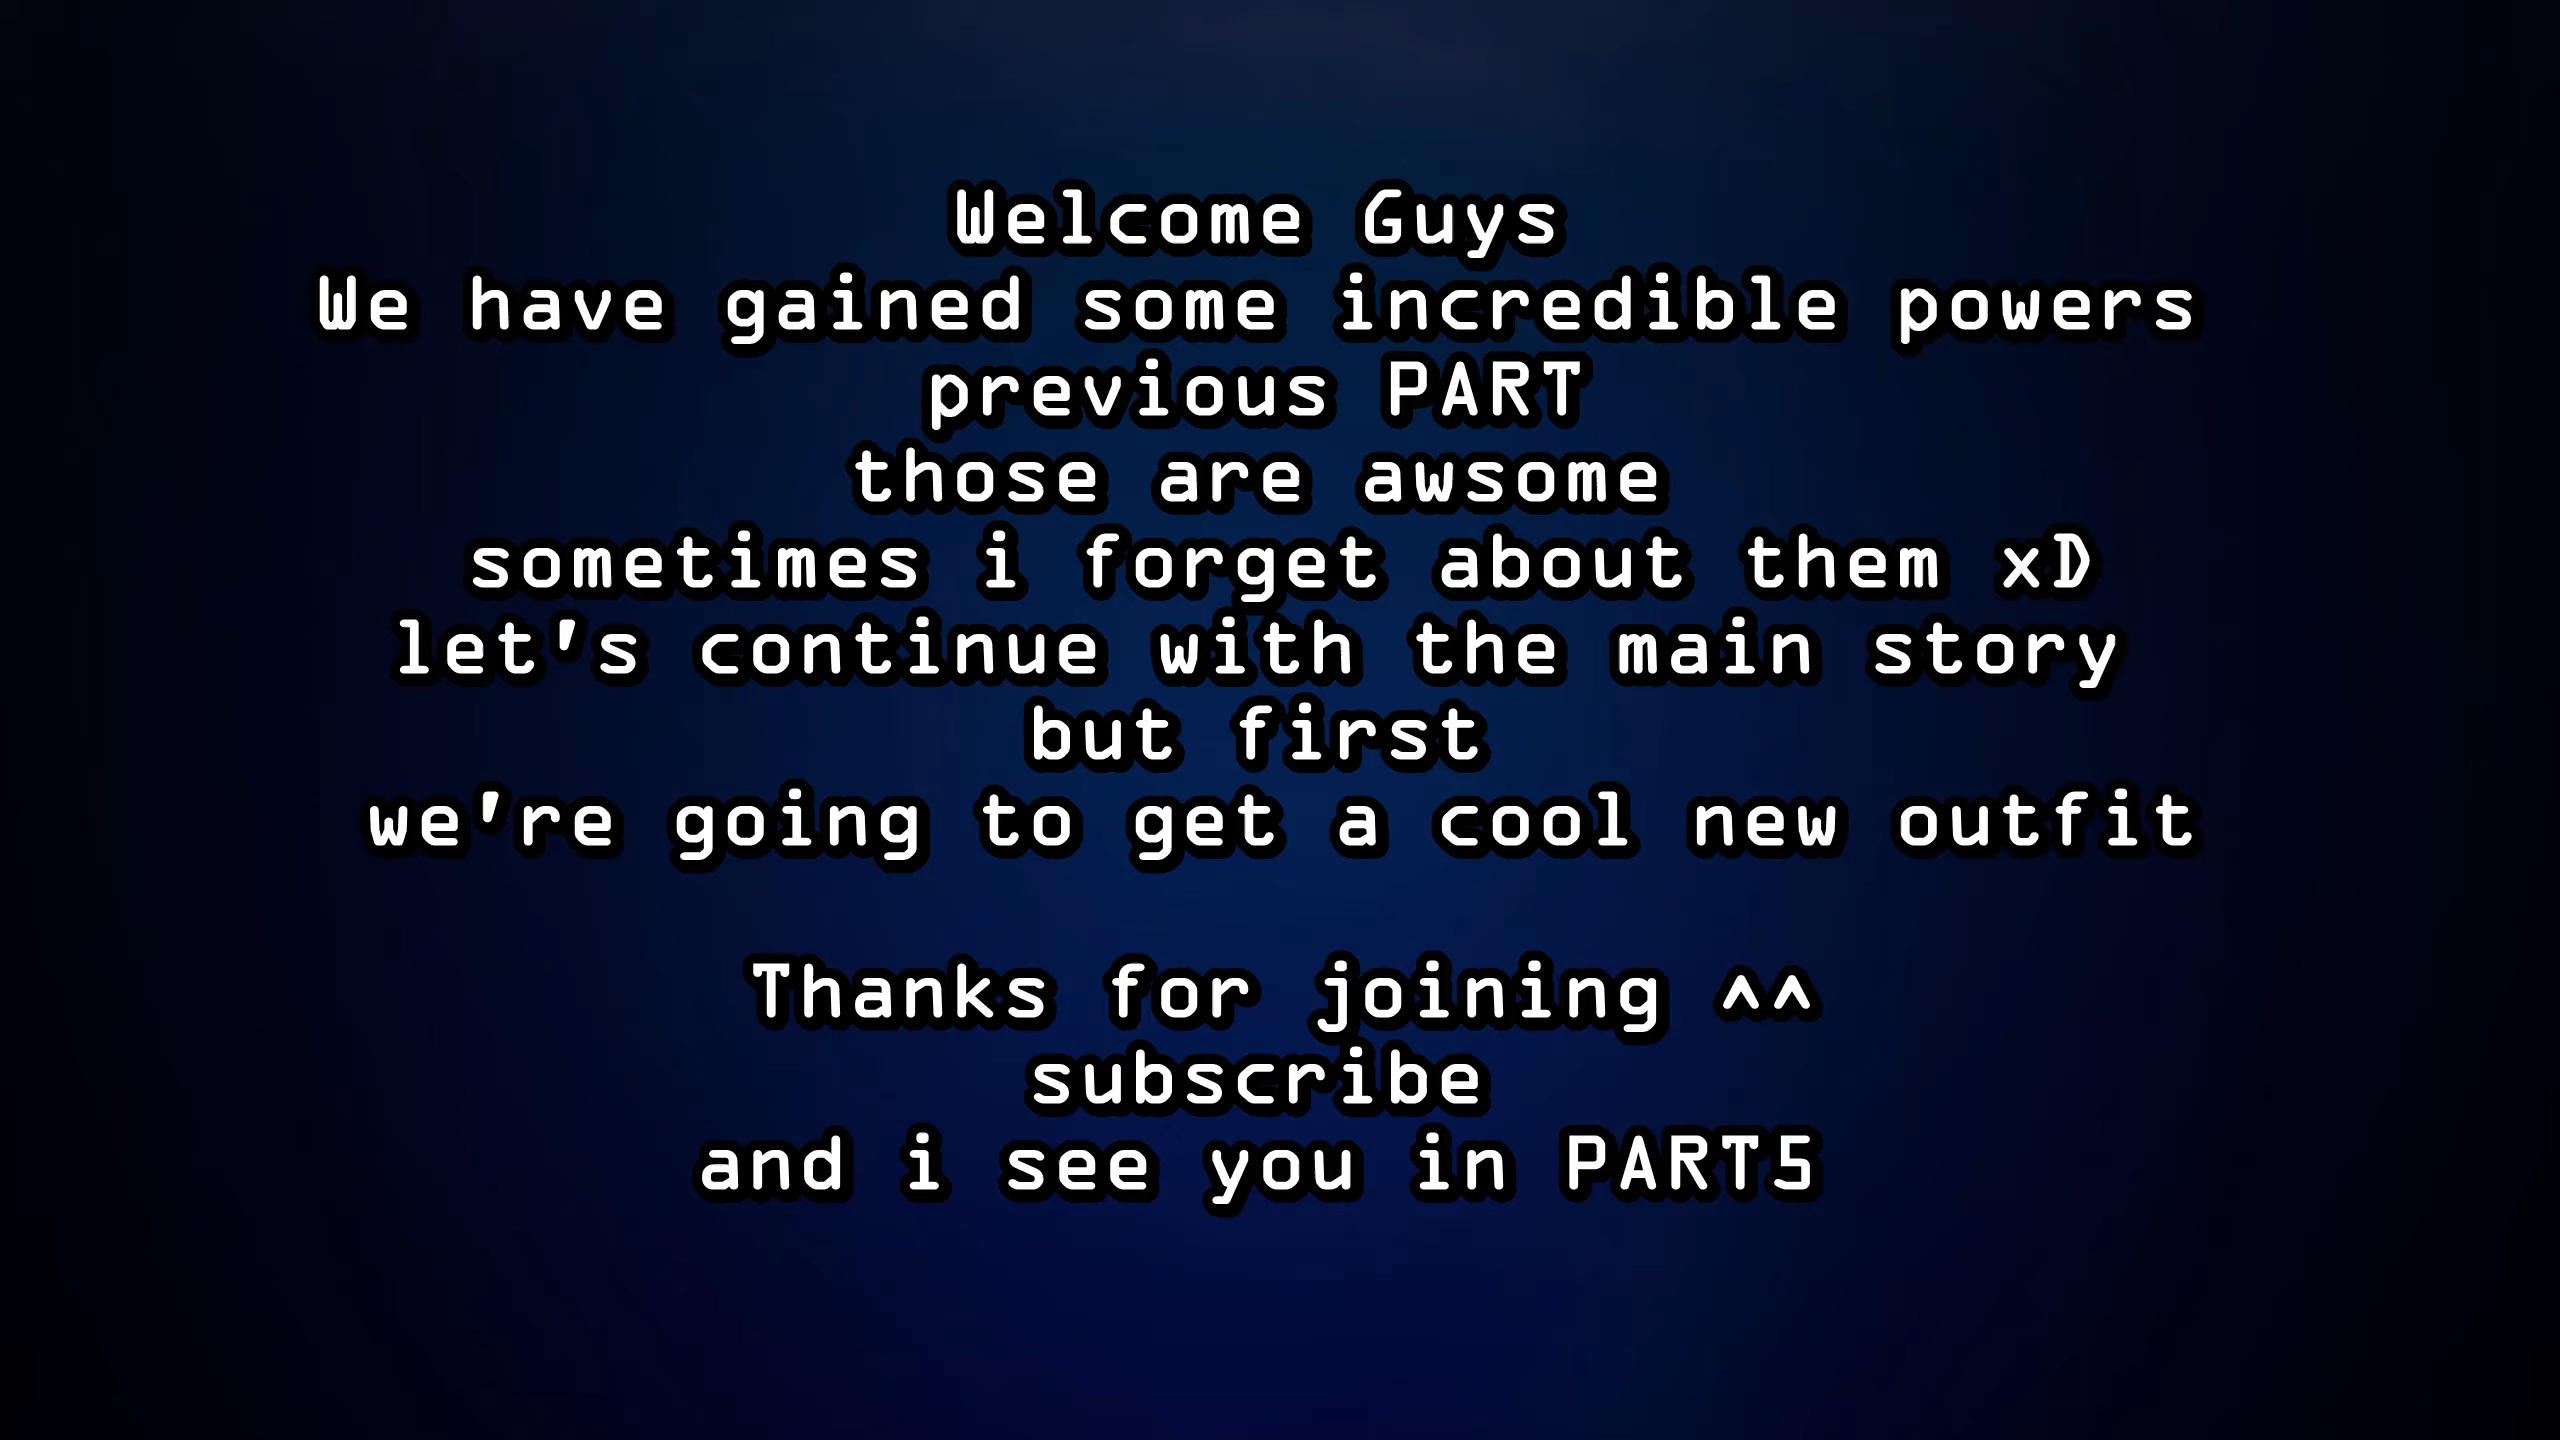 Welcome Guys
We have gained some incredible powers
previous PART
those are awsome
sometimes i forget about them xD
let's continue with the main story
but first
we're going to get a cool new outfit
Thanks for joining ^^
subscribe
and i see you in PART5